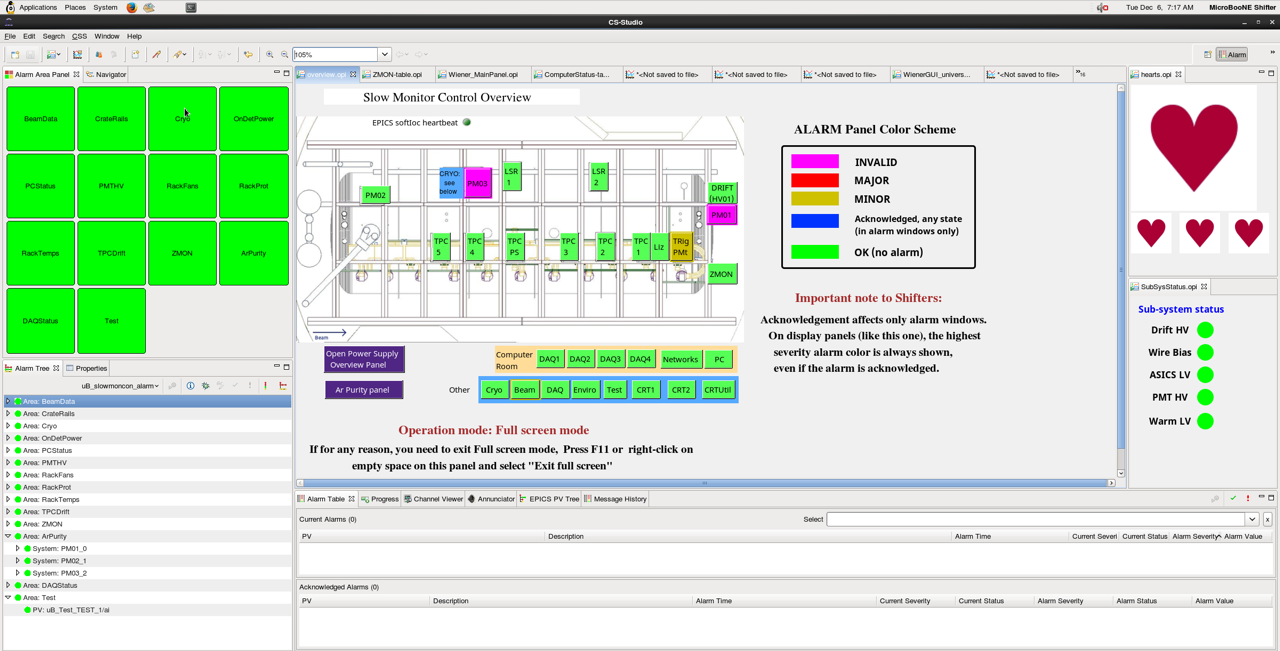 Applications Places System
Tue Dec 6, 7:17 AM MicroBooNE Shifter
CS-Studio
File Edit Search CSS Window Help
105%
Alarm
Alarm Area Panel Navigator
BeamData CrateRails Cryo OnDetPower
PCStatus PMTHV RackFans RackProt
RackTemps TPCDrift ZMON ArPurity
DAQStatus Test
Alarm Tree Properties
uB_slowmoncon_alarm
Area: BeamData
Area: CrateRails
Area: Cryo
Area: OnDetPower
Area: PCStatus
Area: PMTHV
Area: RackFans
Area: RackProt
Area: RackTemps
Area: TPCDrift
Area: ZMON
Area: ArPurity
System: PM01_0
System: PM02_1
System: PM03_2
Area: DAQStatus
Area: Test
PV: uB_Test_TEST_1/ai
overview.opi ZMON-table.opi Wiener_MainPanel.opi ComputerStatus-ta... *<Not saved to file> *<Not saved to file> *<Not saved to file> WienerGUI_univers... *<Not saved to file> »16
Slow Monitor Control Overview
EPICS softIoc heartbeat
PM02
CRYO:
see
below
PM03
LSR
1
LSR
2
DRIFT
(HV01)
PM01
TPC
5
TPC
4
TPC
PS
TPC
3
TPC
2
TPC
1
Liz
TRig
PMt
ZMON
Beam
Open Power Supply
Overview Panel
Ar Purity panel
Computer
Room
DAQ1 DAQ2 DAQ3 DAQ4 Networks PC
Other
Cryo Beam DAQ Enviro Test CRT1 CRT2 CRTUtil
Operation mode: Full screen mode
If for any reason, you need to exit Full screen mode, Press F11 or right-click on
empty space on this panel and select "Exit full screen"
ALARM Panel Color Scheme
INVALID
MAJOR
MINOR
Acknowledged, any state
(in alarm windows only)
OK (no alarm)
Important note to Shifters:
Acknowledgement affects only alarm windows.
On display panels (like this one), the highest
severity alarm color is always shown,
even if the alarm is acknowledged.
hearts.opi
SubSysStatus.opi
Sub-system status
Drift HV
Wire Bias
ASICS LV
PMT HV
Warm LV
Alarm Table Progress Channel Viewer Annunciator EPICS PV Tree Message History
Current Alarms (0)
Select
x
PV Description Alarm Time Current Severi Current Status Alarm Severity Alarm Value
Acknowledged Alarms (0)
PV Description Alarm Time Current Severity Current Status Alarm Severity Alarm Status Alarm Value